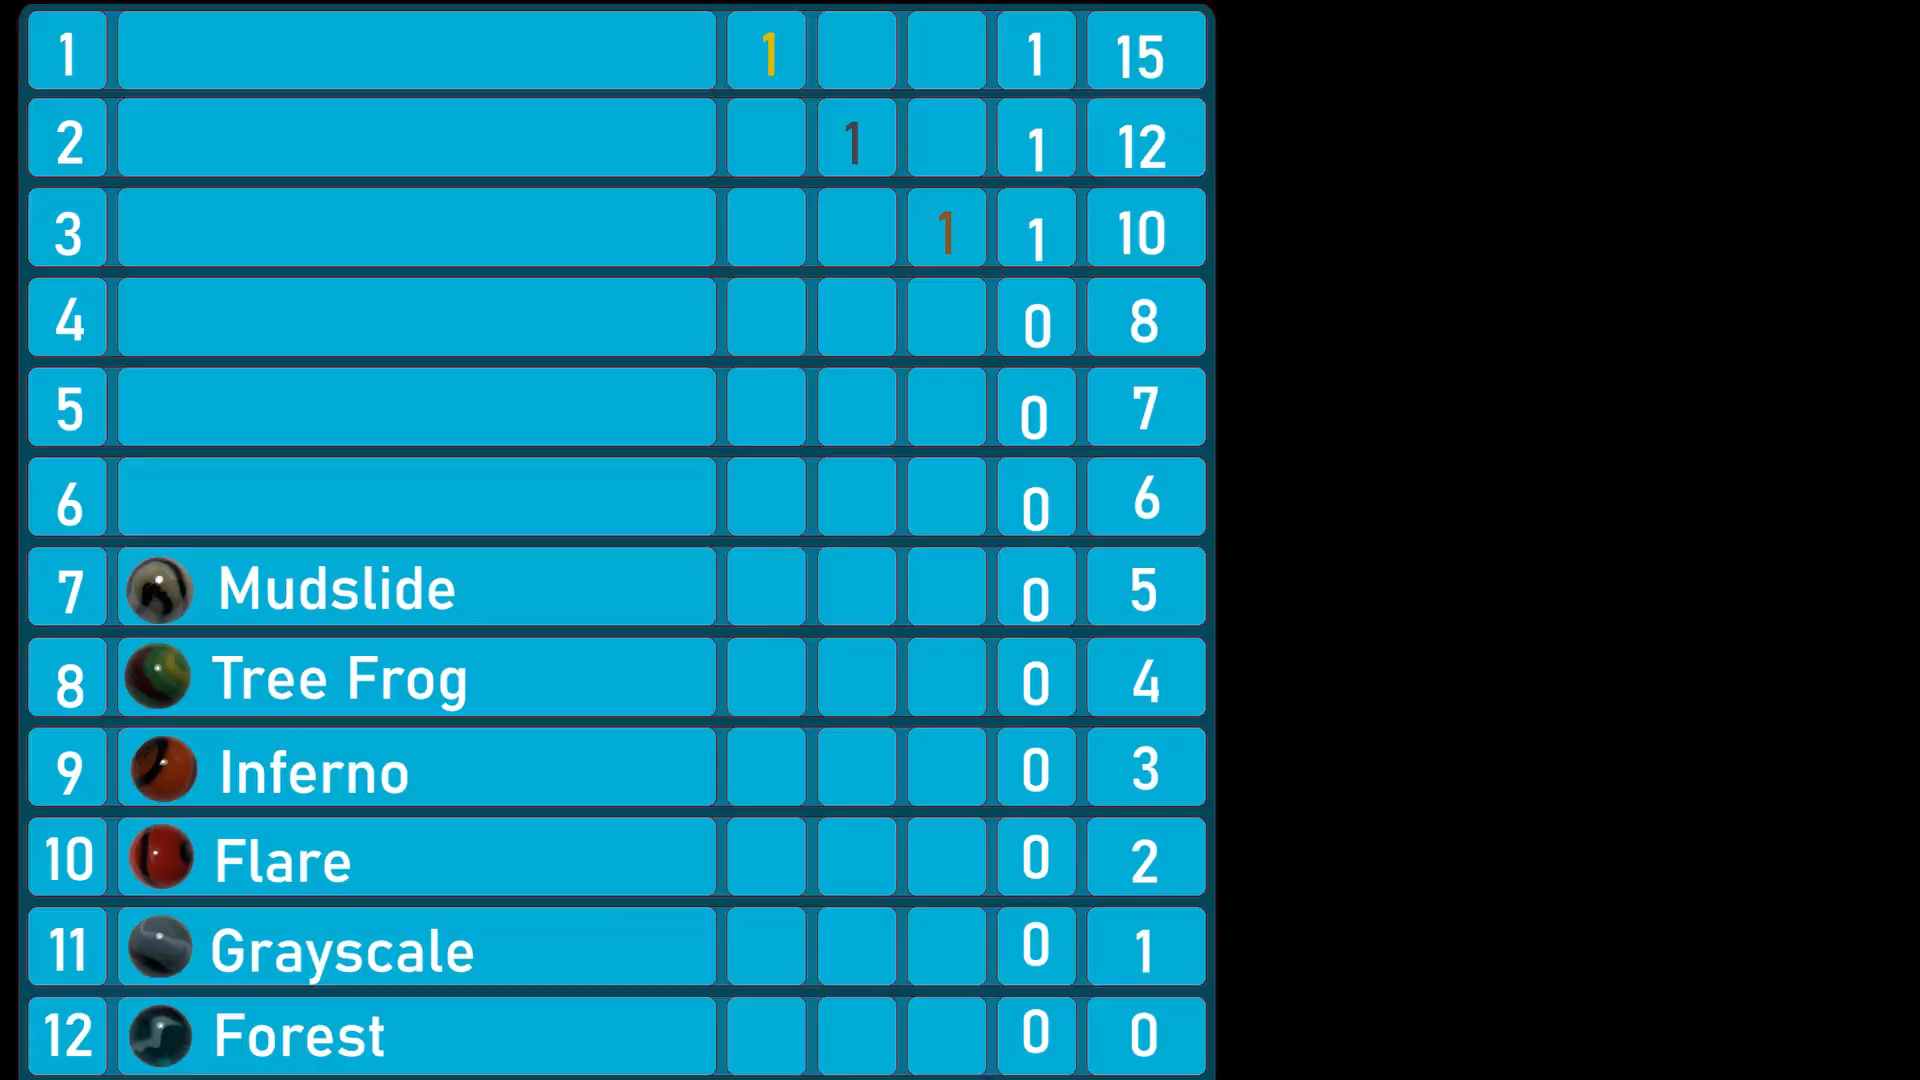 1 1 1 15
2 1 1 12
3 1 1 10
4 0 8
5 0 7
6 0 6
7 Mudslide 0 5
8 Tree Frog 0 4
9 Inferno 0 3
10 Flare 0 2
11 Grayscale 0 1
12 Forest 0 0